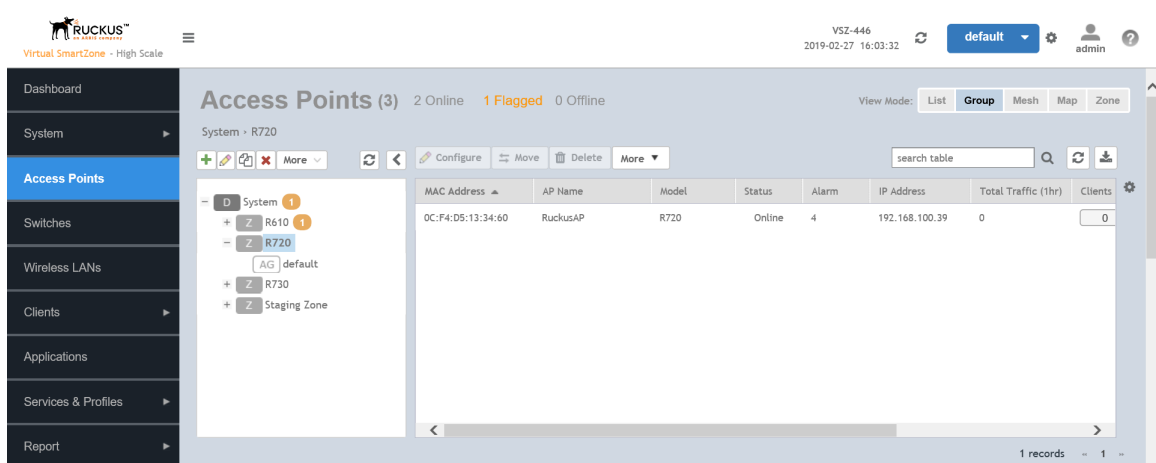 RUCKUS™
an ARRIS company
Virtual SmartZone - High Scale
VSZ-446
2019-02-27 16:03:32
default
admin
Dashboard
System
Access Points
Switches
Wireless LANs
Clients
Applications
Services & Profiles
Report
Access Points (3) 2 Online 1 Flagged 0 Offline
View Mode: List Group Mesh Map Zone
System > R720
More
Configure Move Delete More
search table
D System 1
Z R610 1
Z R720
AG default
Z R730
Z Staging Zone
MAC Address AP Name Model Status Alarm IP Address Total Traffic (1hr) Clients
0C:F4:D5:13:34:60 RuckusAP R720 Online 4 192.168.100.39 0 0
1 records « 1 »